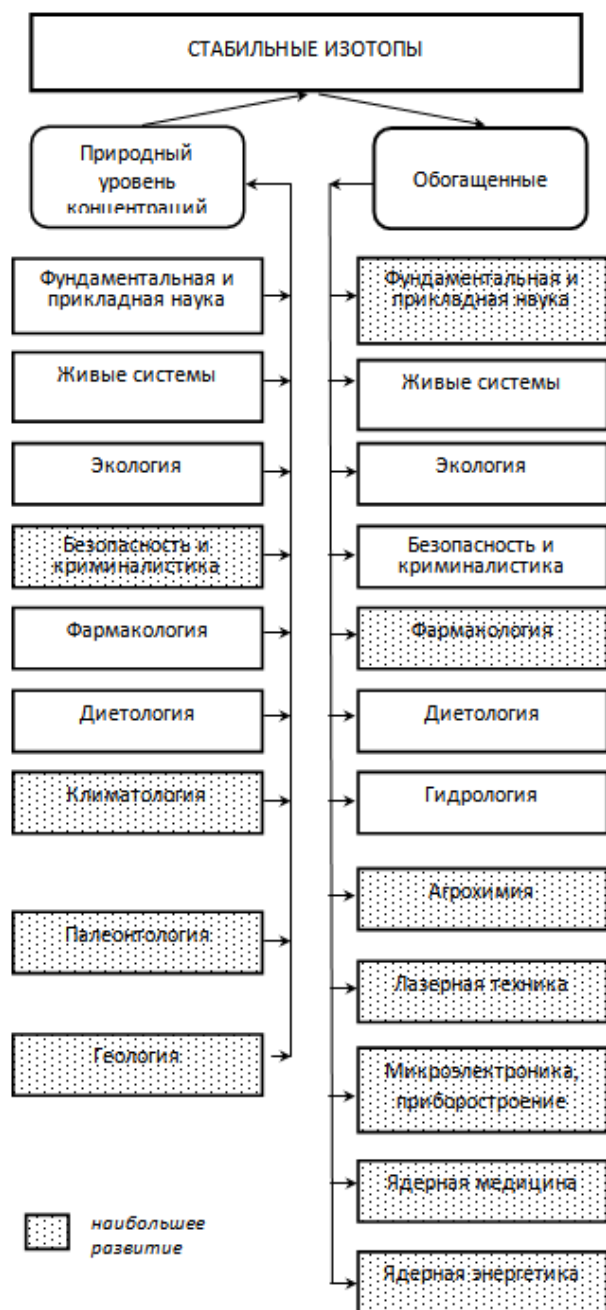 СТАБИЛЬНЫЕ ИЗОТОПЫ
Природный
уровень
концентраций
Обогащенные
Фундаментальная и
прикладная наука
Живые системы
Экология
Безопасность и
криминалистика
Фармакология
Диетология
Климатология
Палеонтология
Геология
Фундаментальная и
прикладная наука
Живые системы
Экология
Безопасность и
криминалистика
Фармакология
Диетология
Гидрология
Агрохимия
Лазерная техника
Микроэлектроника,
приборостроение
Ядерная медицина
Ядерная энергетика
наибольшее
развитие